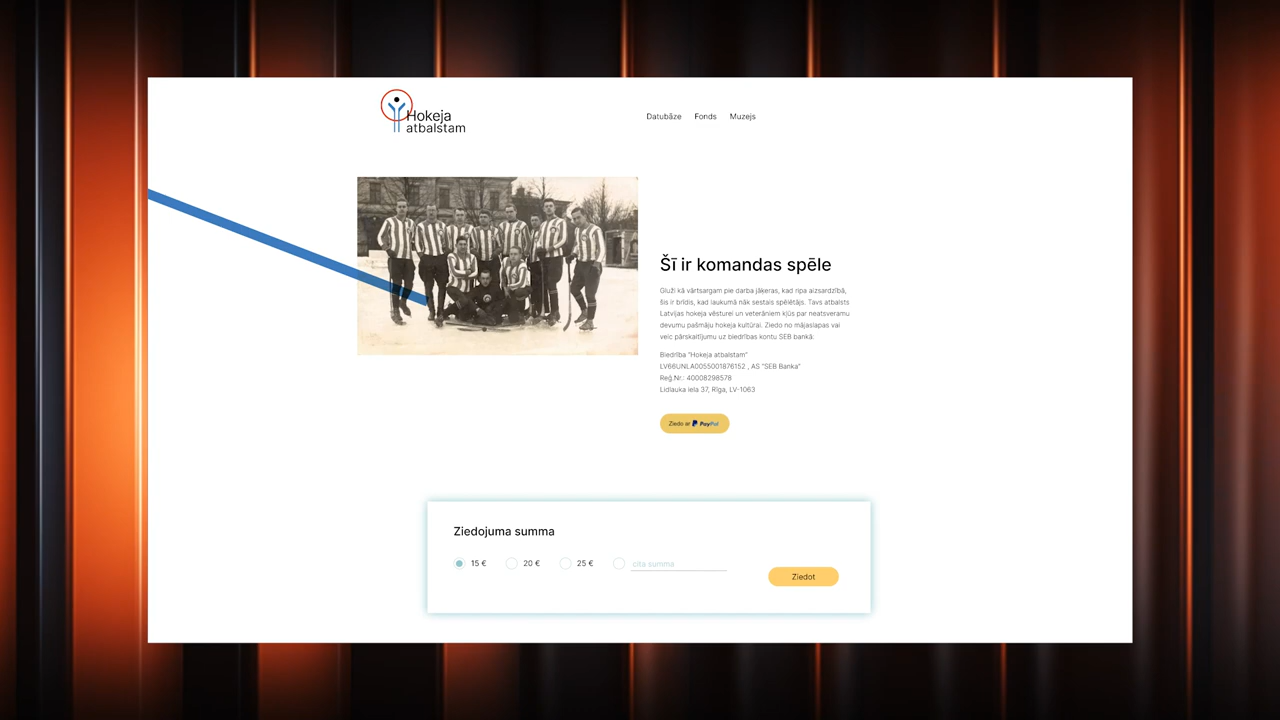 Hokeja
atbalstam
Datubāze Fonds Muzejs
Šī ir komandas spēle
Gluži kā vārtsargam pie darba jāķeras, kad ripa aizsardzībā,
šis ir brīdis, kad laukumā nāk sestais spēlētājs. Tavs atbalsts
Latvijas hokeja vēsturei un veterāniem kļūs par neatsveramu
devumu pašmāju hokeja kultūrai. Ziedo no mājaslapas vai
veic pārskaitījumu uz biedrības kontu SEB bankā.
Biedrība "Hokeja atbalstam"
LV66UNLA0055001876152 , AS "SEB Banka"
Reģ.Nr.: 40008298578
Lidlauka iela 37, Rīga, LV-1063
Ziedo ar PayPal
Ziedojuma summa
15 € 20 € 25 € cita summa
Ziedot